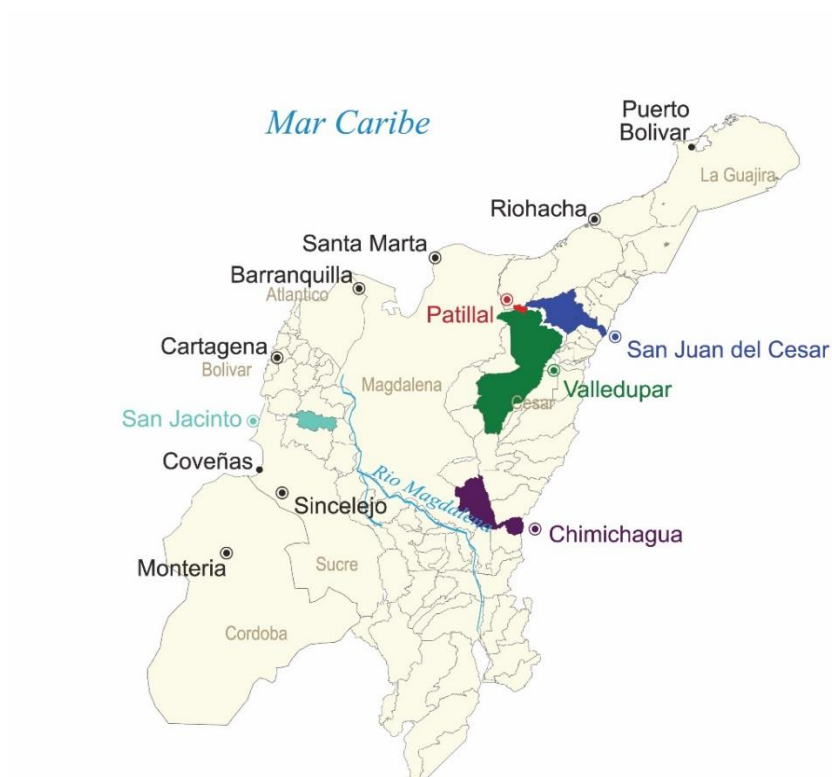 Puerto
Bolivar
Mar Caribe
La Guajira
Riohacha
Santa Marta
Barranquilla
Atlantico
Patillal
San Juan del Cesar
Cartagena
Bolivar
Valledupar
Magdalena
Cesar
San Jacinto
Coveñas
Rio Magdalena
Sincelejo
Chimichagua
Monteria
Sucre
Cordoba